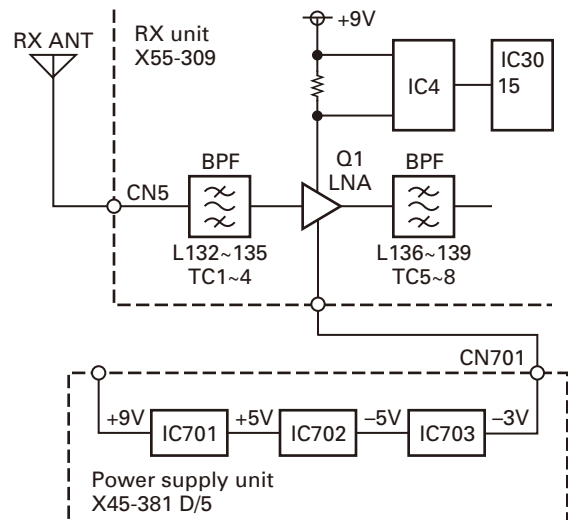 +9V
RX ANT
RX unit
X55-309
IC4
IC30
15
CN5
BPF
Q1
LNA
BPF
L132~135
TC1~4
L136~139
TC5~8
CN701
+9V
IC701
+5V
IC702
–5V
IC703
–3V
Power supply unit
X45-381 D/5